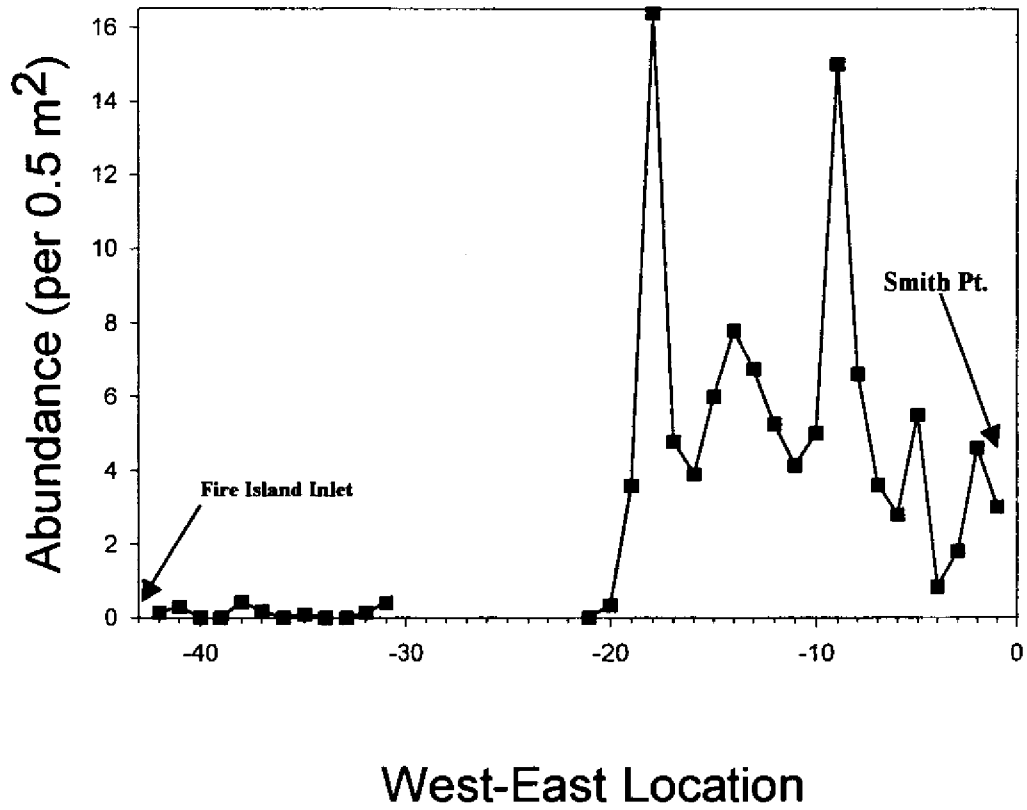 Abundance (per 0.5 m²)
16
14
12
10
8
6
4
2
0
Smith Pt.
Fire Island Inlet
-40 -30 -20 -10 0
West-East Location